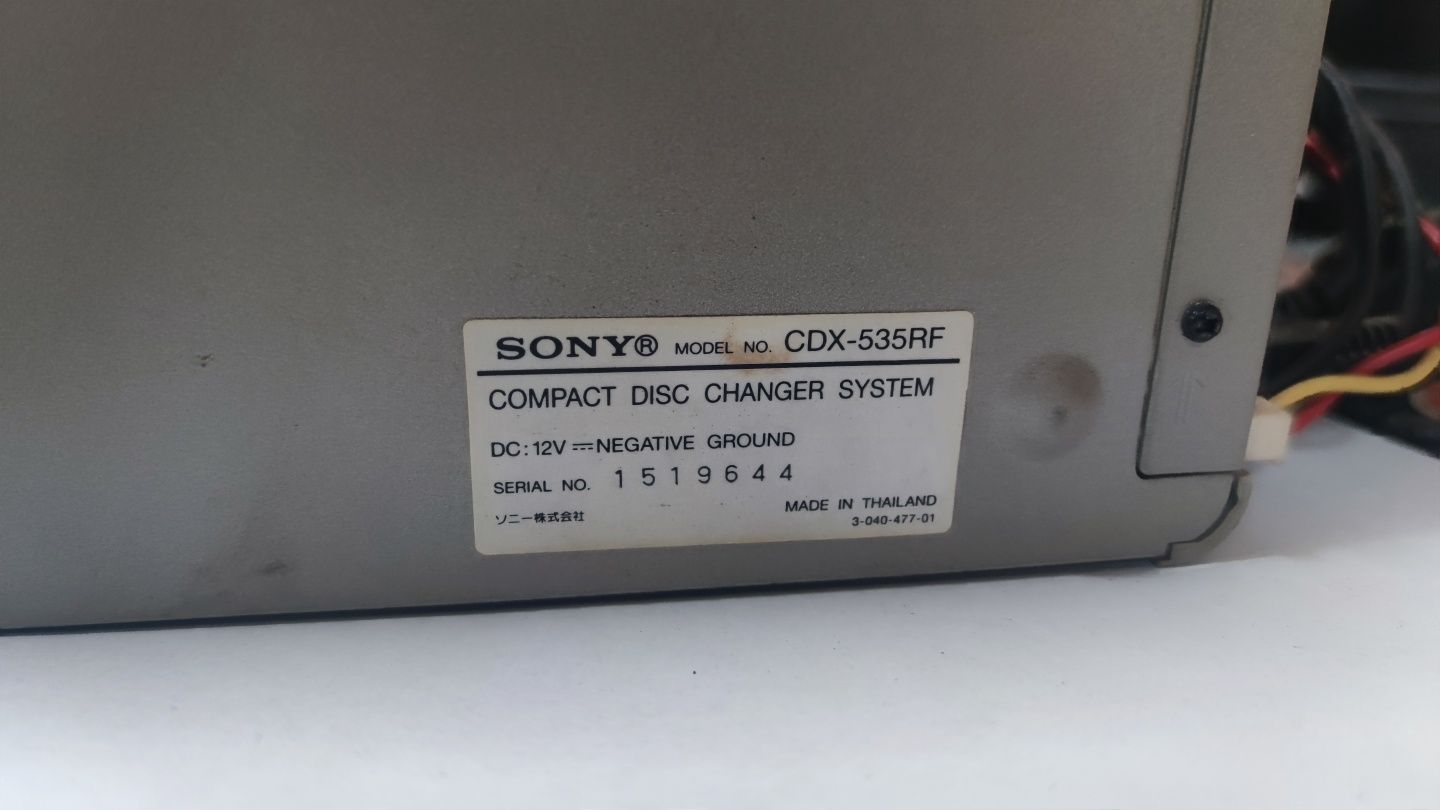 SONY® MODEL NO. CDX-535RF
COMPACT DISC CHANGER SYSTEM
DC: 12V ⎓ NEGATIVE GROUND
SERIAL NO. 1519644
ソニー株式会社 MADE IN THAILAND
3-040-477-01